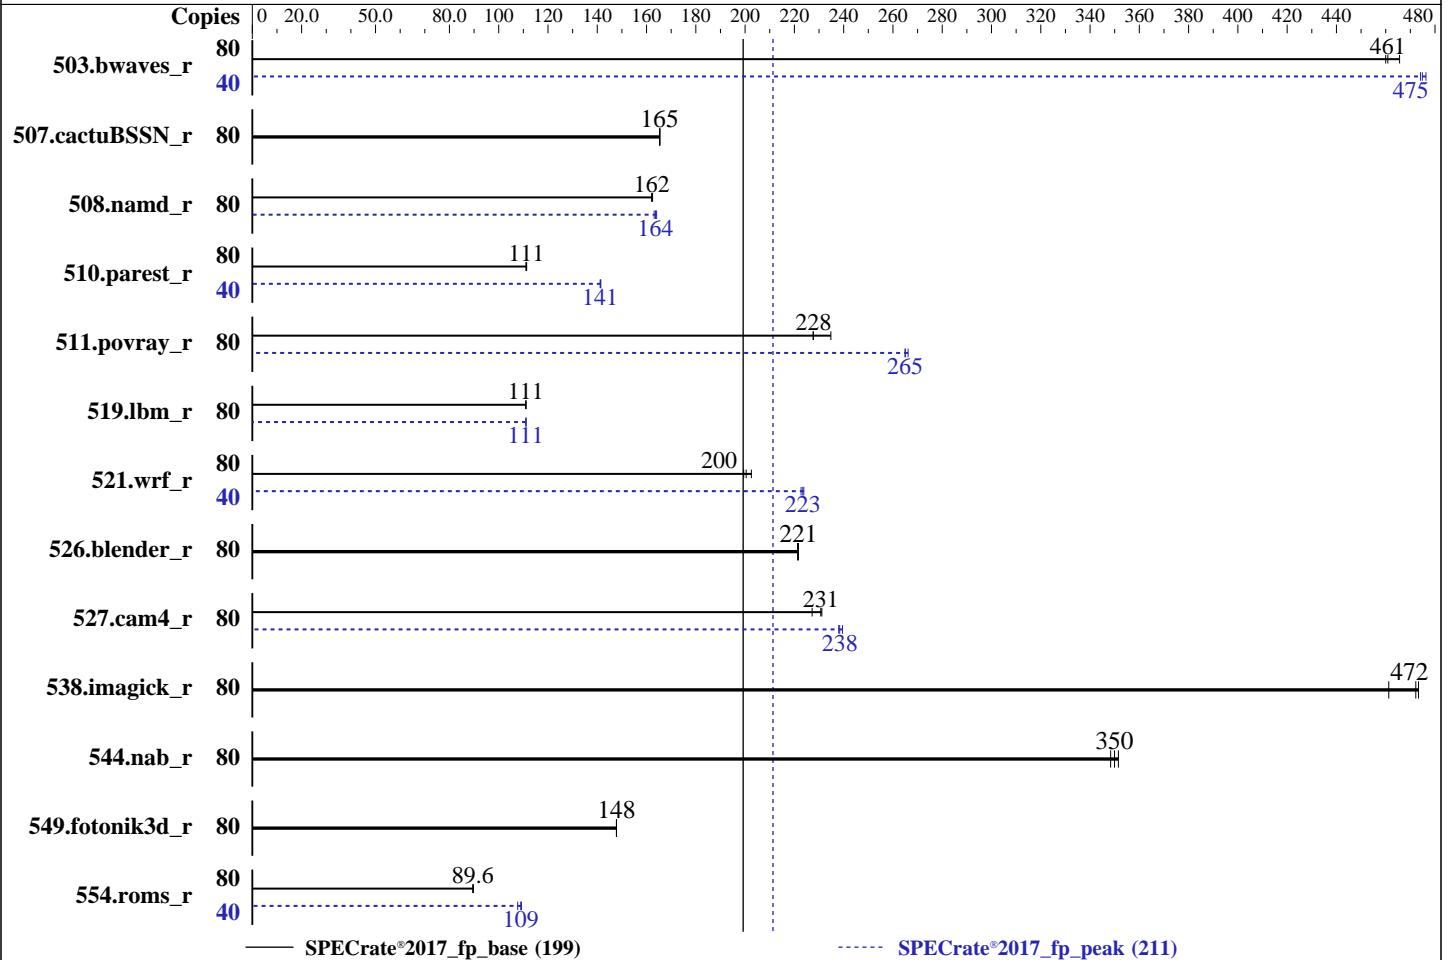 Copies 0 20.0 50.0 80.0 100 120 140 160 180 200 220 240 260 280 300 320 340 360 380 400 420 440 480
503.bwaves_r 80 461
40 475
507.cactuBSSN_r 80 165
508.namd_r 80 162
164
510.parest_r 80 111
40 141
511.povray_r 80 228
265
519.lbm_r 80 111
111
521.wrf_r 80 200
40 223
526.blender_r 80 221
527.cam4_r 80 231
238
538.imagick_r 80 472
544.nab_r 80 350
549.fotonik3d_r 80 148
554.roms_r 80 89.6
40 109
SPECrate®2017_fp_base (199) SPECrate®2017_fp_peak (211)